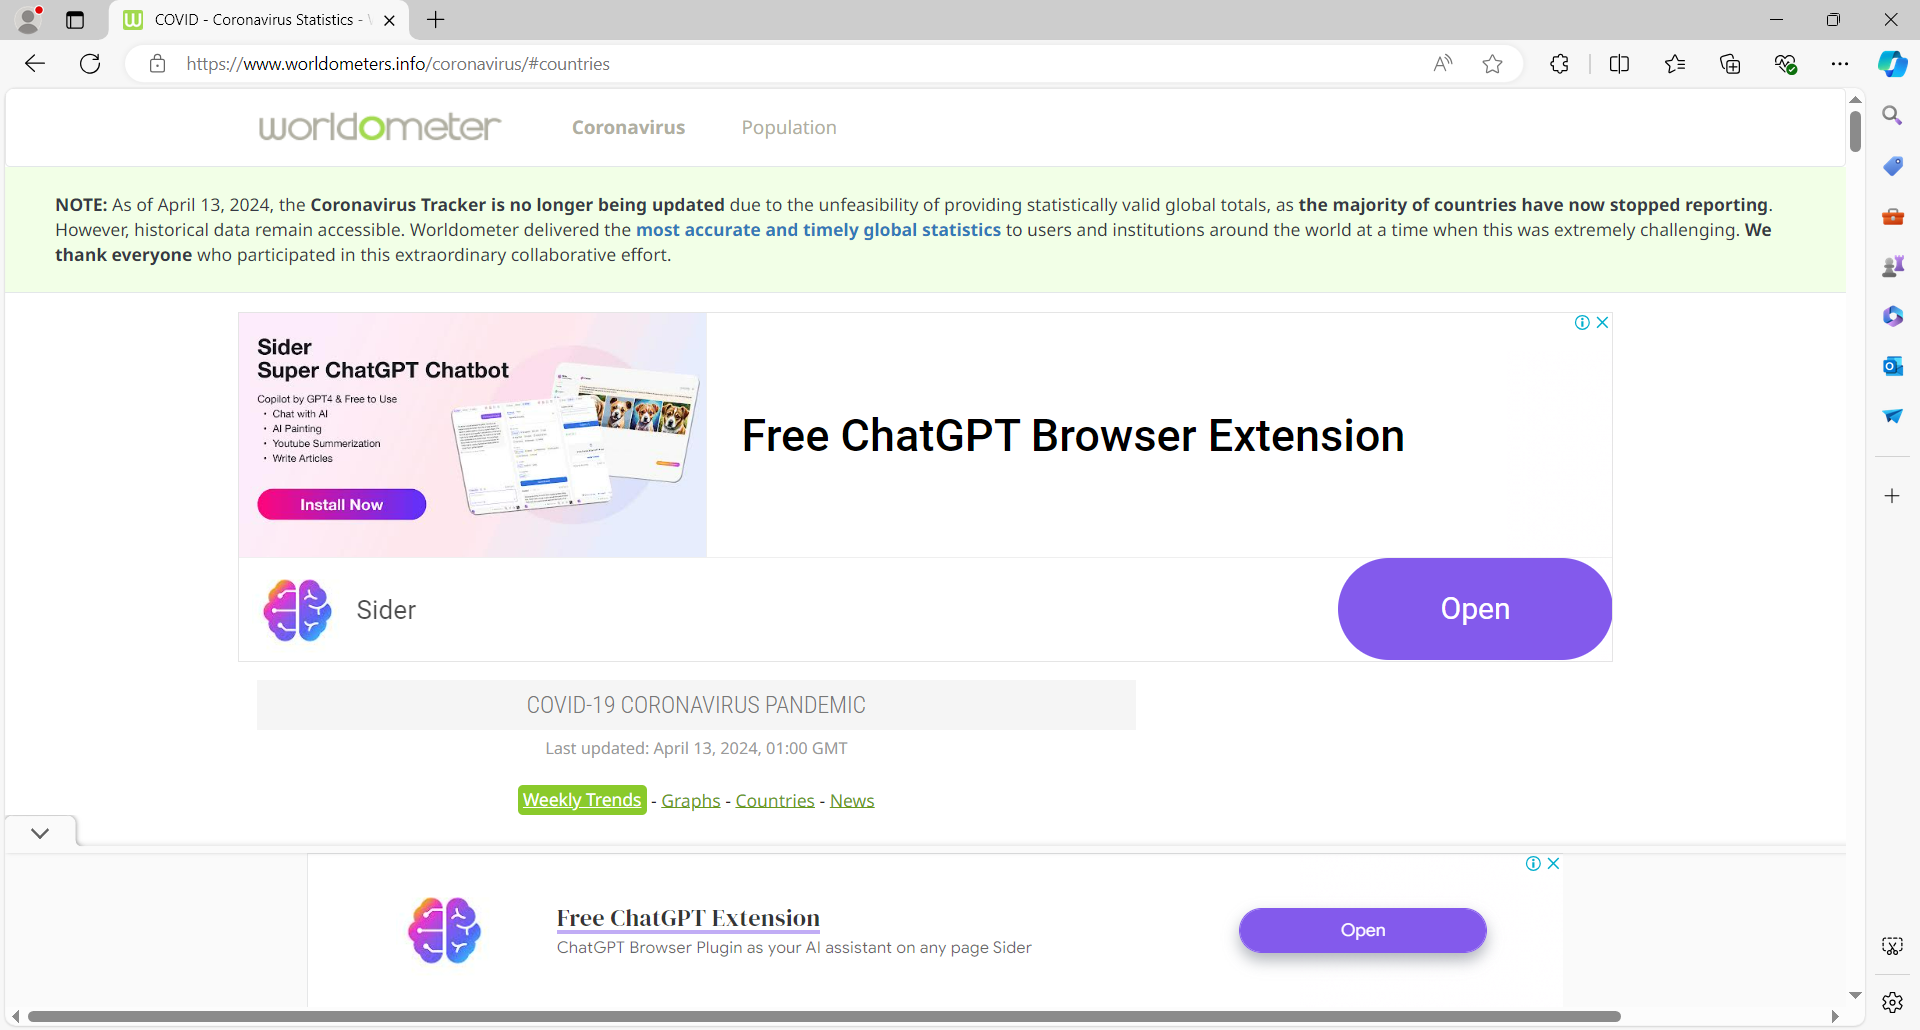 COVID - Coronavirus Statistics -
https://www.worldometers.info/coronavirus/#countries
worldometer Coronavirus Population
NOTE: As of April 13, 2024, the Coronavirus Tracker is no longer being updated due to the unfeasibility of providing statistically valid global totals, as the majority of countries have now stopped reporting.
However, historical data remain accessible. Worldometer delivered the most accurate and timely global statistics to users and institutions around the world at a time when this was extremely challenging. We
thank everyone who participated in this extraordinary collaborative effort.
Sider
Super ChatGPT Chatbot
Copilot by GPT4 & Free to Use
• Chat with AI
• AI Painting
• Youtube Summerization
• Write Articles
Install Now
Free ChatGPT Browser Extension
Sider
Open
COVID-19 CORONAVIRUS PANDEMIC
Last updated: April 13, 2024, 01:00 GMT
Weekly Trends - Graphs - Countries - News
Free ChatGPT Extension
ChatGPT Browser Plugin as your AI assistant on any page Sider
Open